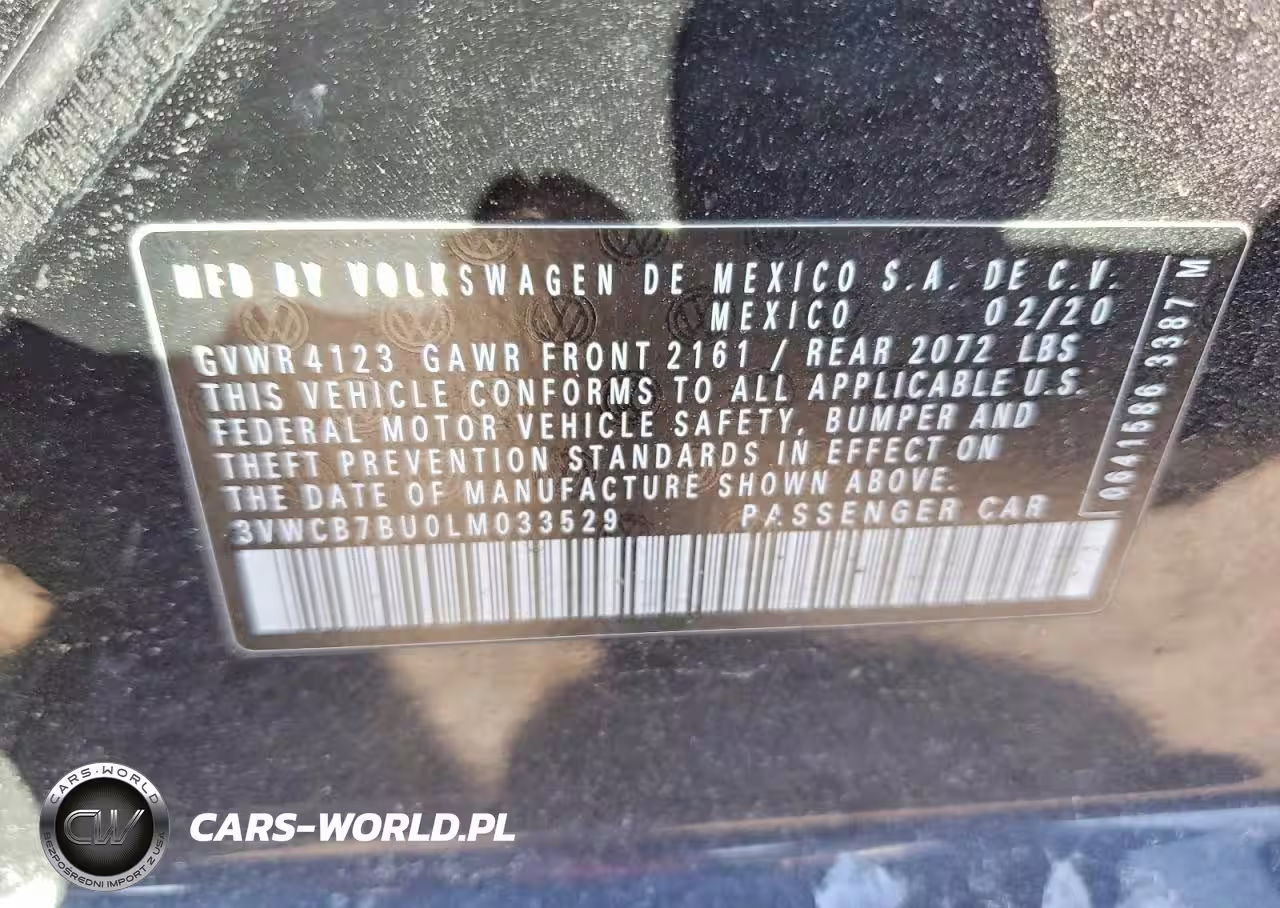 MFD BY VOLKSWAGEN DE MEXICO S.A. DE C.V.
MEXICO 02/20
GVWR 4123 GAWR FRONT 2161 / REAR 2072 LBS
THIS VEHICLE CONFORMS TO ALL APPLICABLE U.S.
FEDERAL MOTOR VEHICLE SAFETY, BUMPER AND
THEFT PREVENTION STANDARDS IN EFFECT ON
THE DATE OF MANUFACTURE SHOWN ABOVE.
3VWCB7BU0LM033529 PASSENGER CAR
3387 M
CARS-WORLD
CW
BEZPOŚREDNI IMPORT Z USA
CARS-WORLD.PL